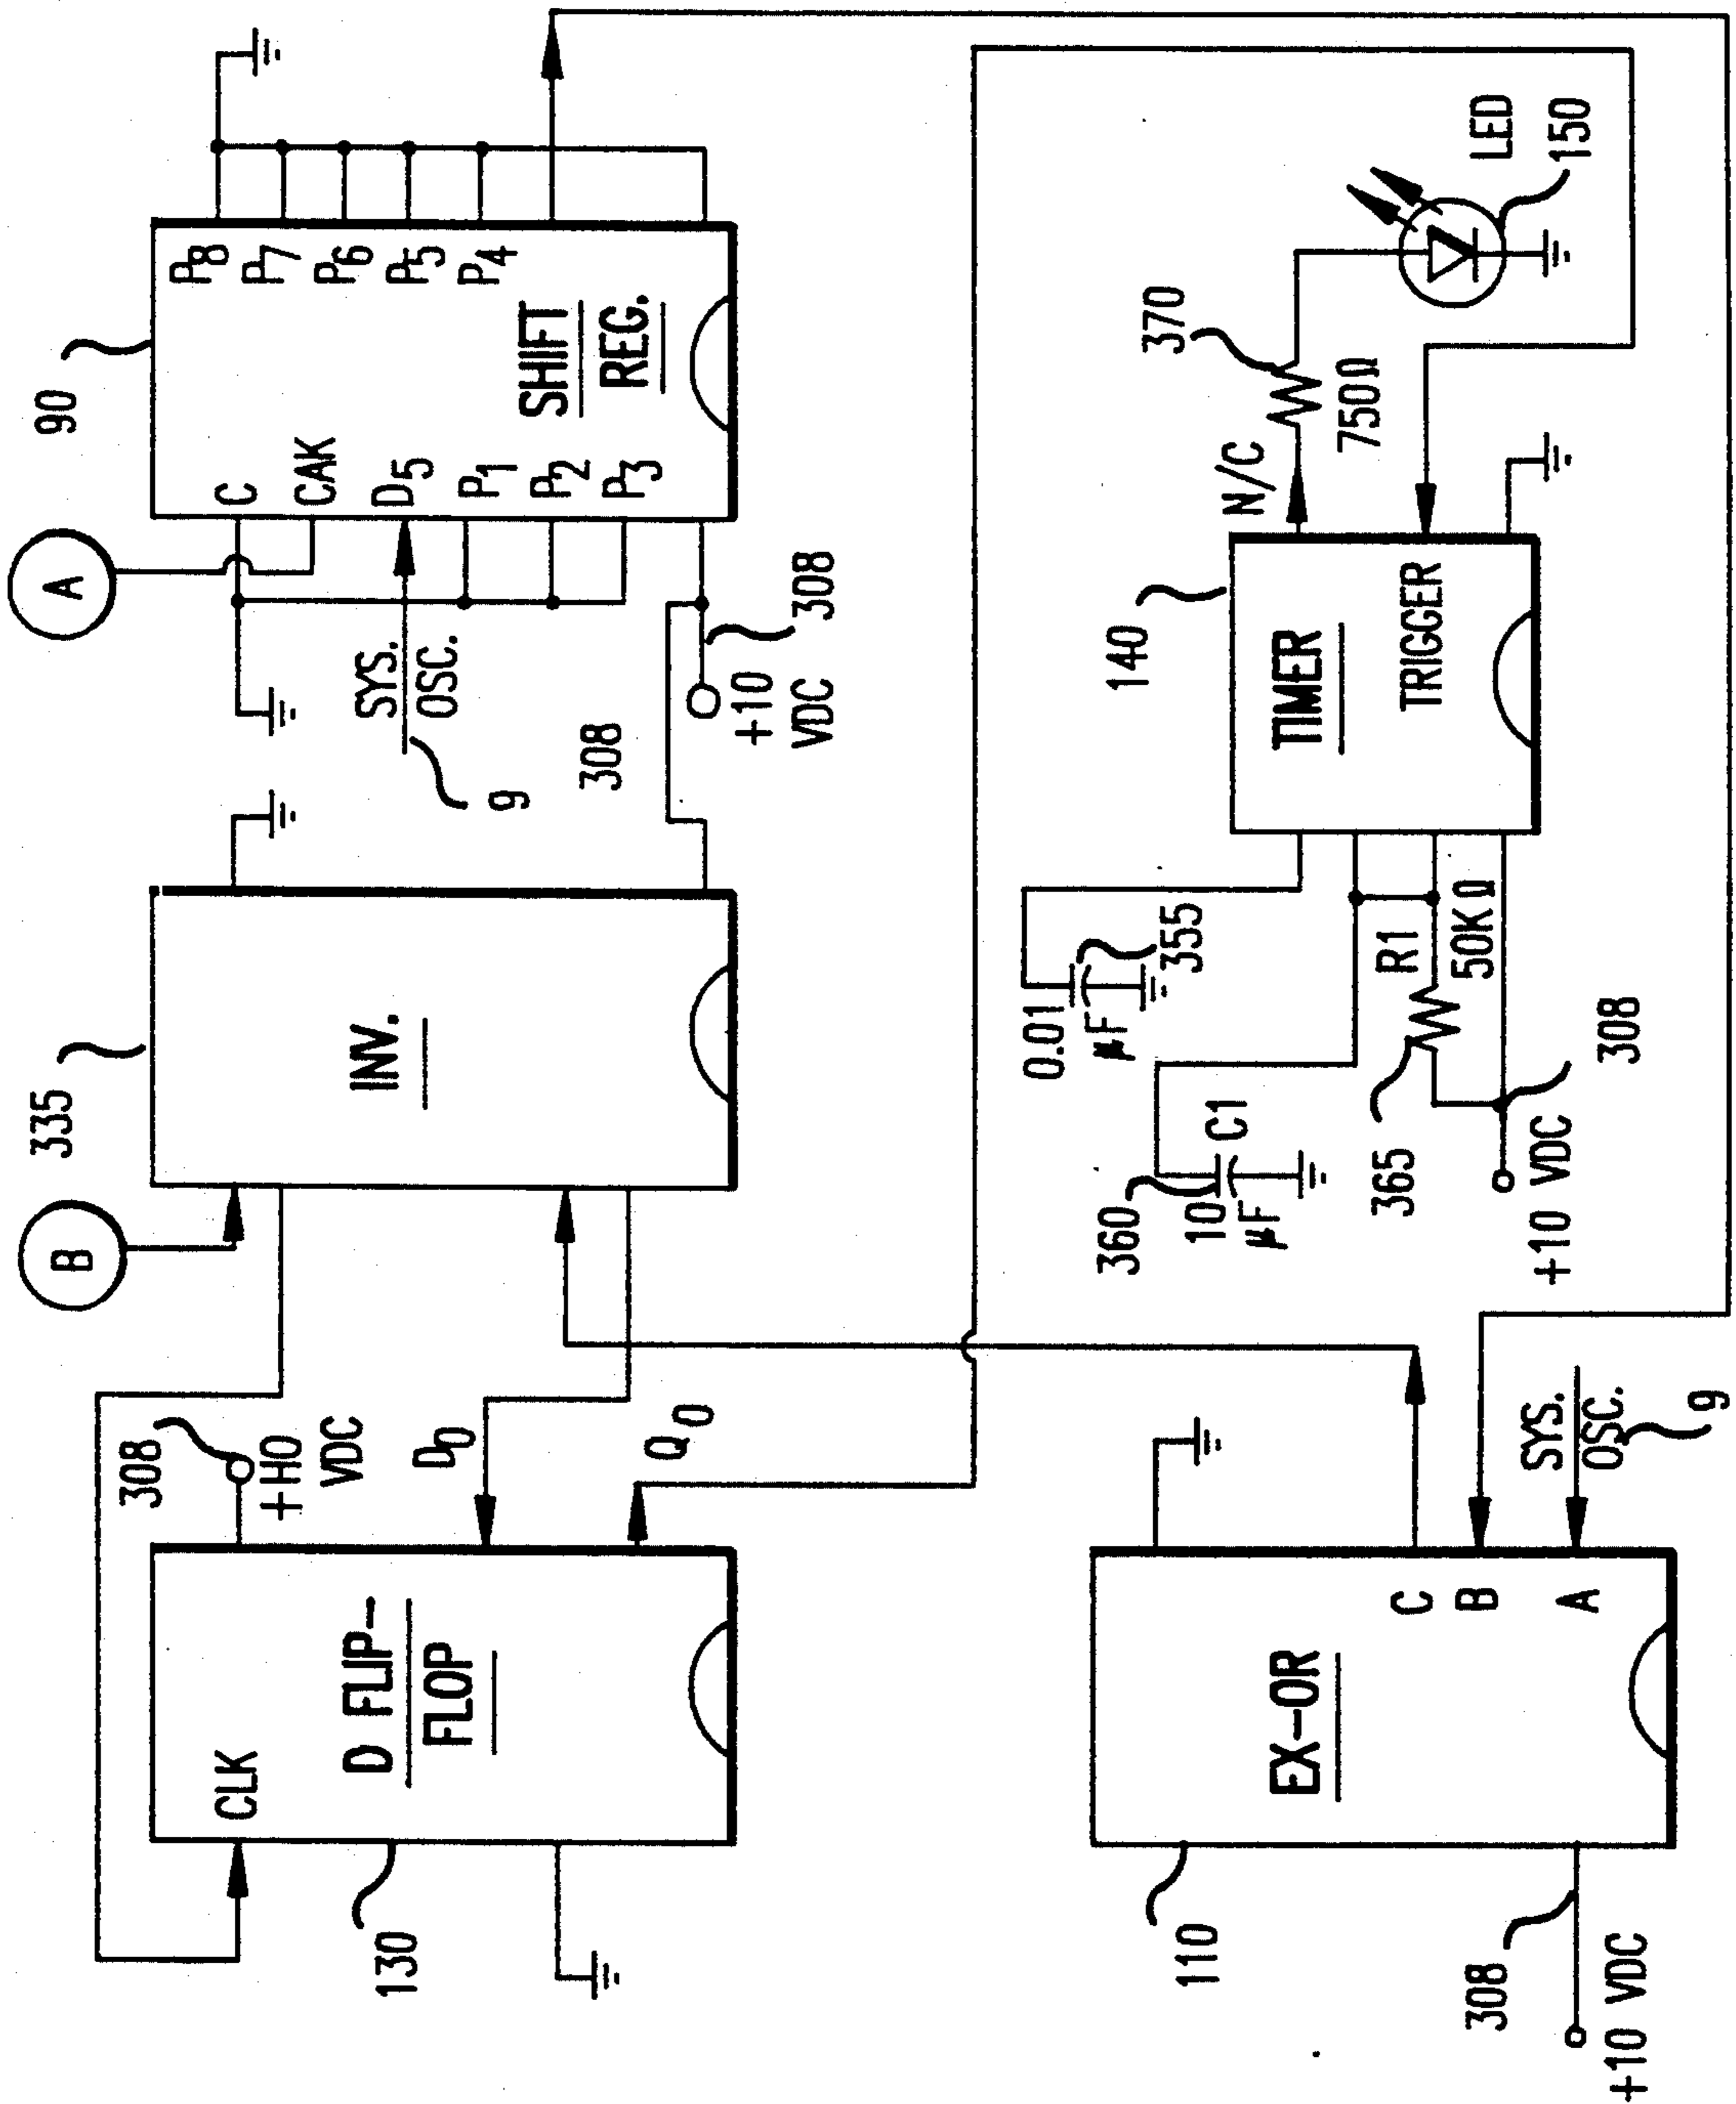 90
A
C
CAK
D5
P1
P2
P3
P8
P7
P6
P5
P4
SHIFT
REG.
SYS.
OSC.
9
308
+10
VDC
308
335
B
INV.
308
+HO
VDC
D0
Q0
CLK
D FLIP-
FLOP
130
140
TIMER
TRIGGER
N/C
370
750Ω
LED
150
0.01
µF
355
R1
50KΩ
360
10
µF
C1
365
308
+10 VDC
110
EX-OR
C
B
A
SYS.
OSC.
9
308
+10 VDC